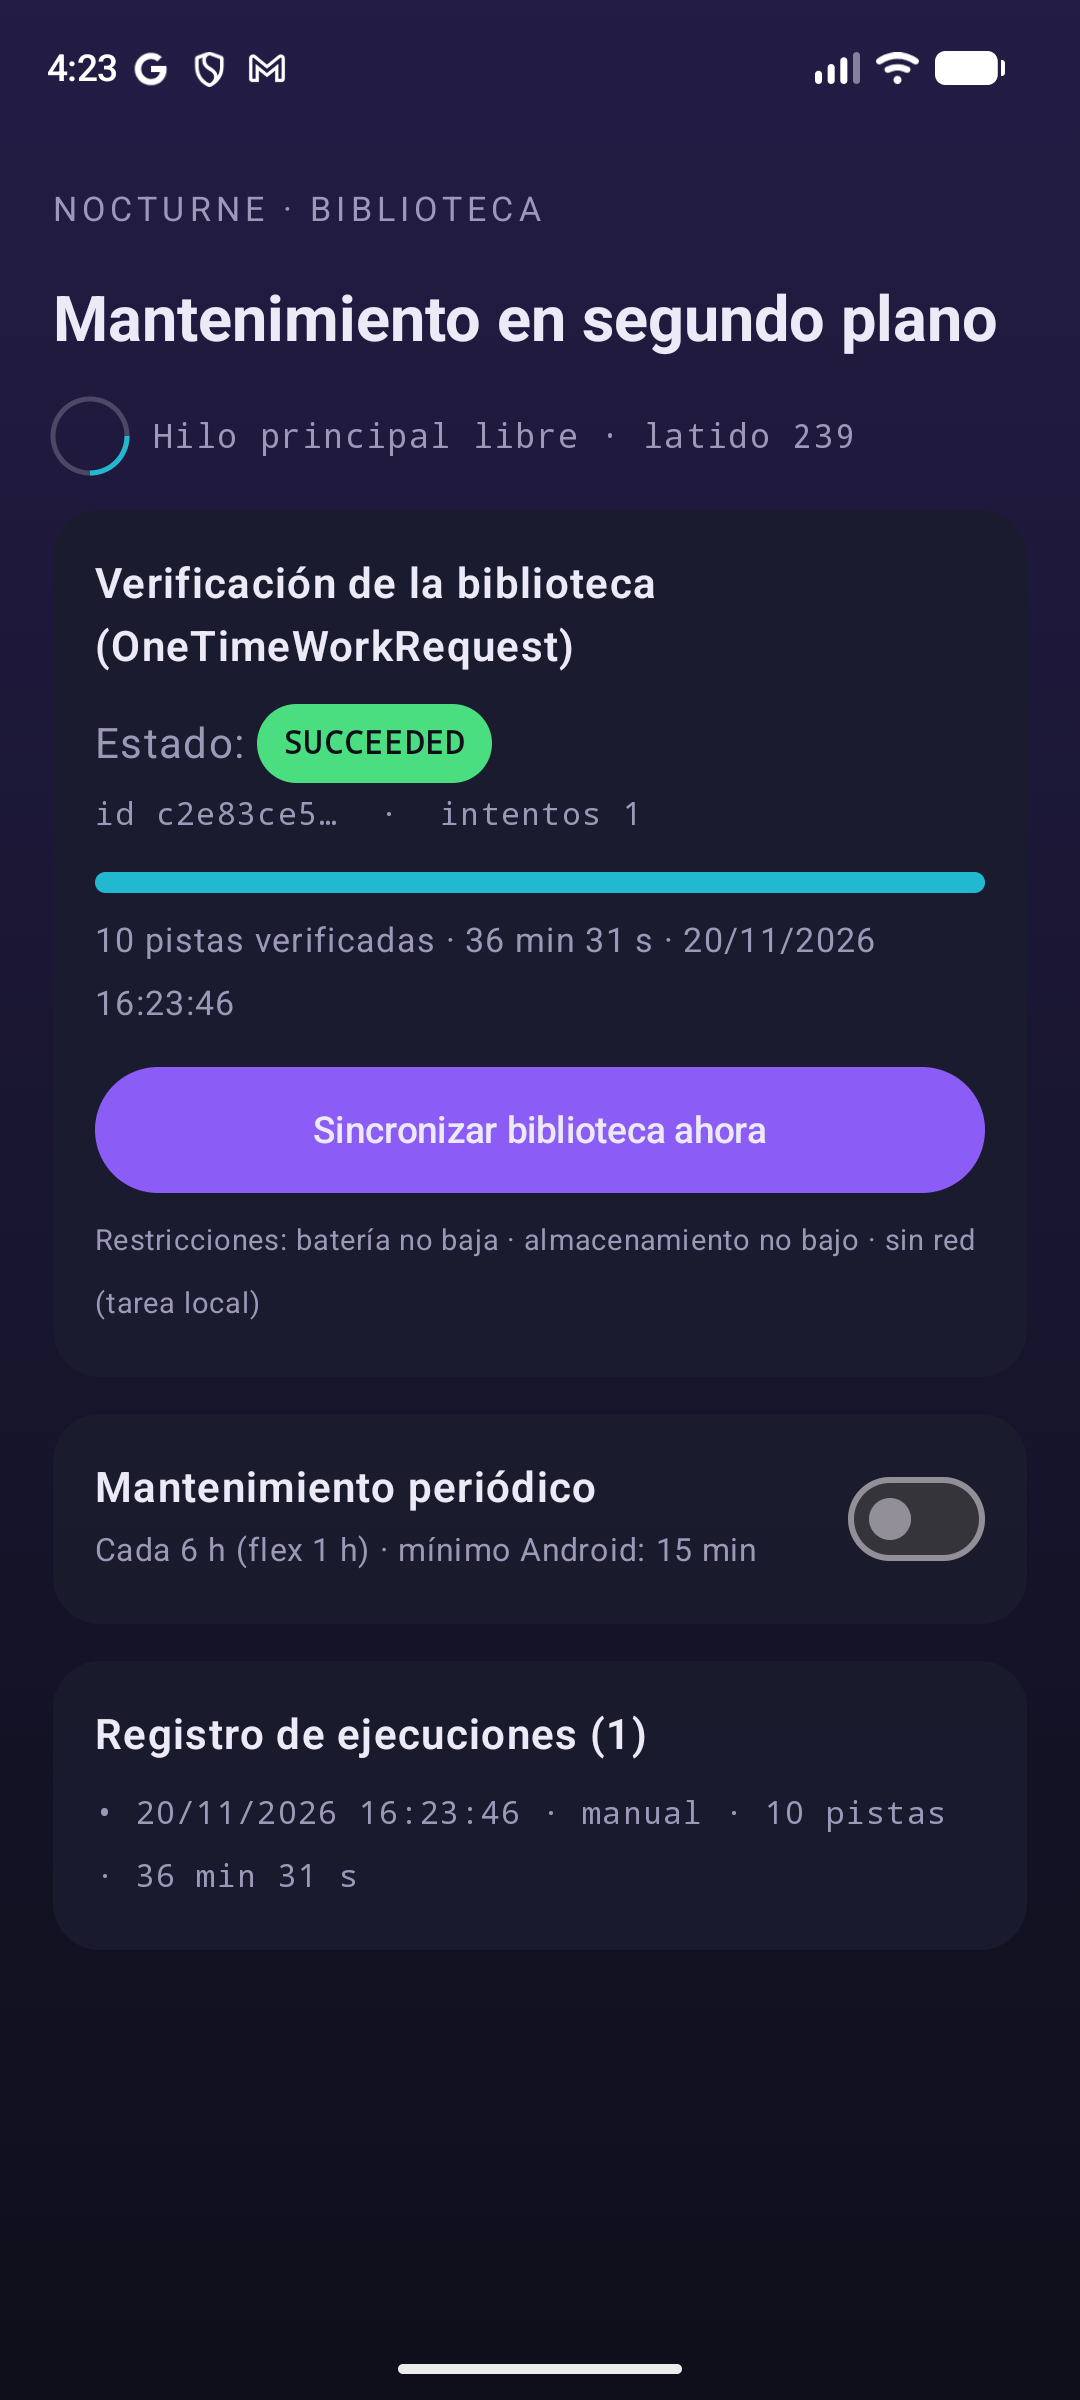 4:23
NOCTURNE · BIBLIOTECA
Mantenimiento en segundo plano
Hilo principal libre · latido 239
Verificación de la biblioteca
(OneTimeWorkRequest)
Estado: SUCCEEDED
id c2e83ce5… · intentos 1
10 pistas verificadas · 36 min 31 s · 20/11/2026
16:23:46
Sincronizar biblioteca ahora
Restricciones: batería no baja · almacenamiento no bajo · sin red
(tarea local)
Mantenimiento periódico
Cada 6 h (flex 1 h) · mínimo Android: 15 min
Registro de ejecuciones (1)
• 20/11/2026 16:23:46 · manual · 10 pistas
· 36 min 31 s